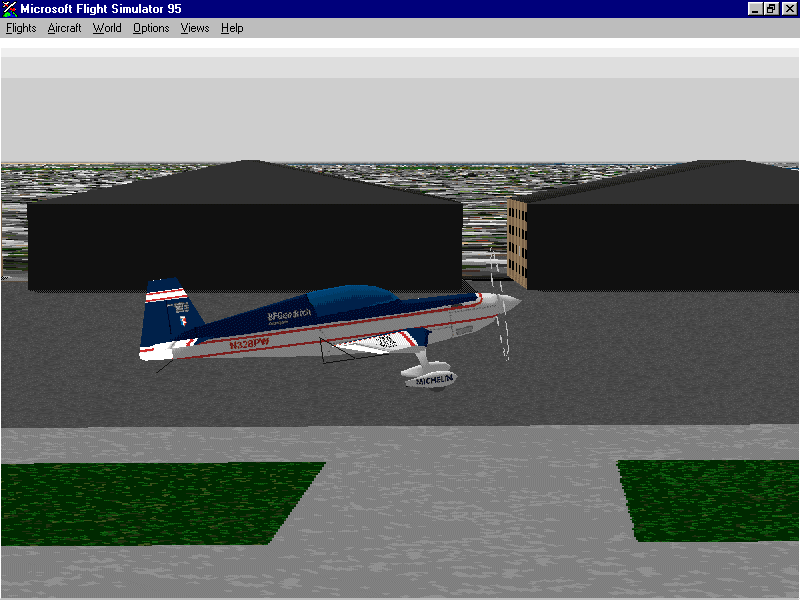 Microsoft Flight Simulator 95
Flights Aircraft World Options Views Help
BFGoodrich
N328PW
MICHELIN